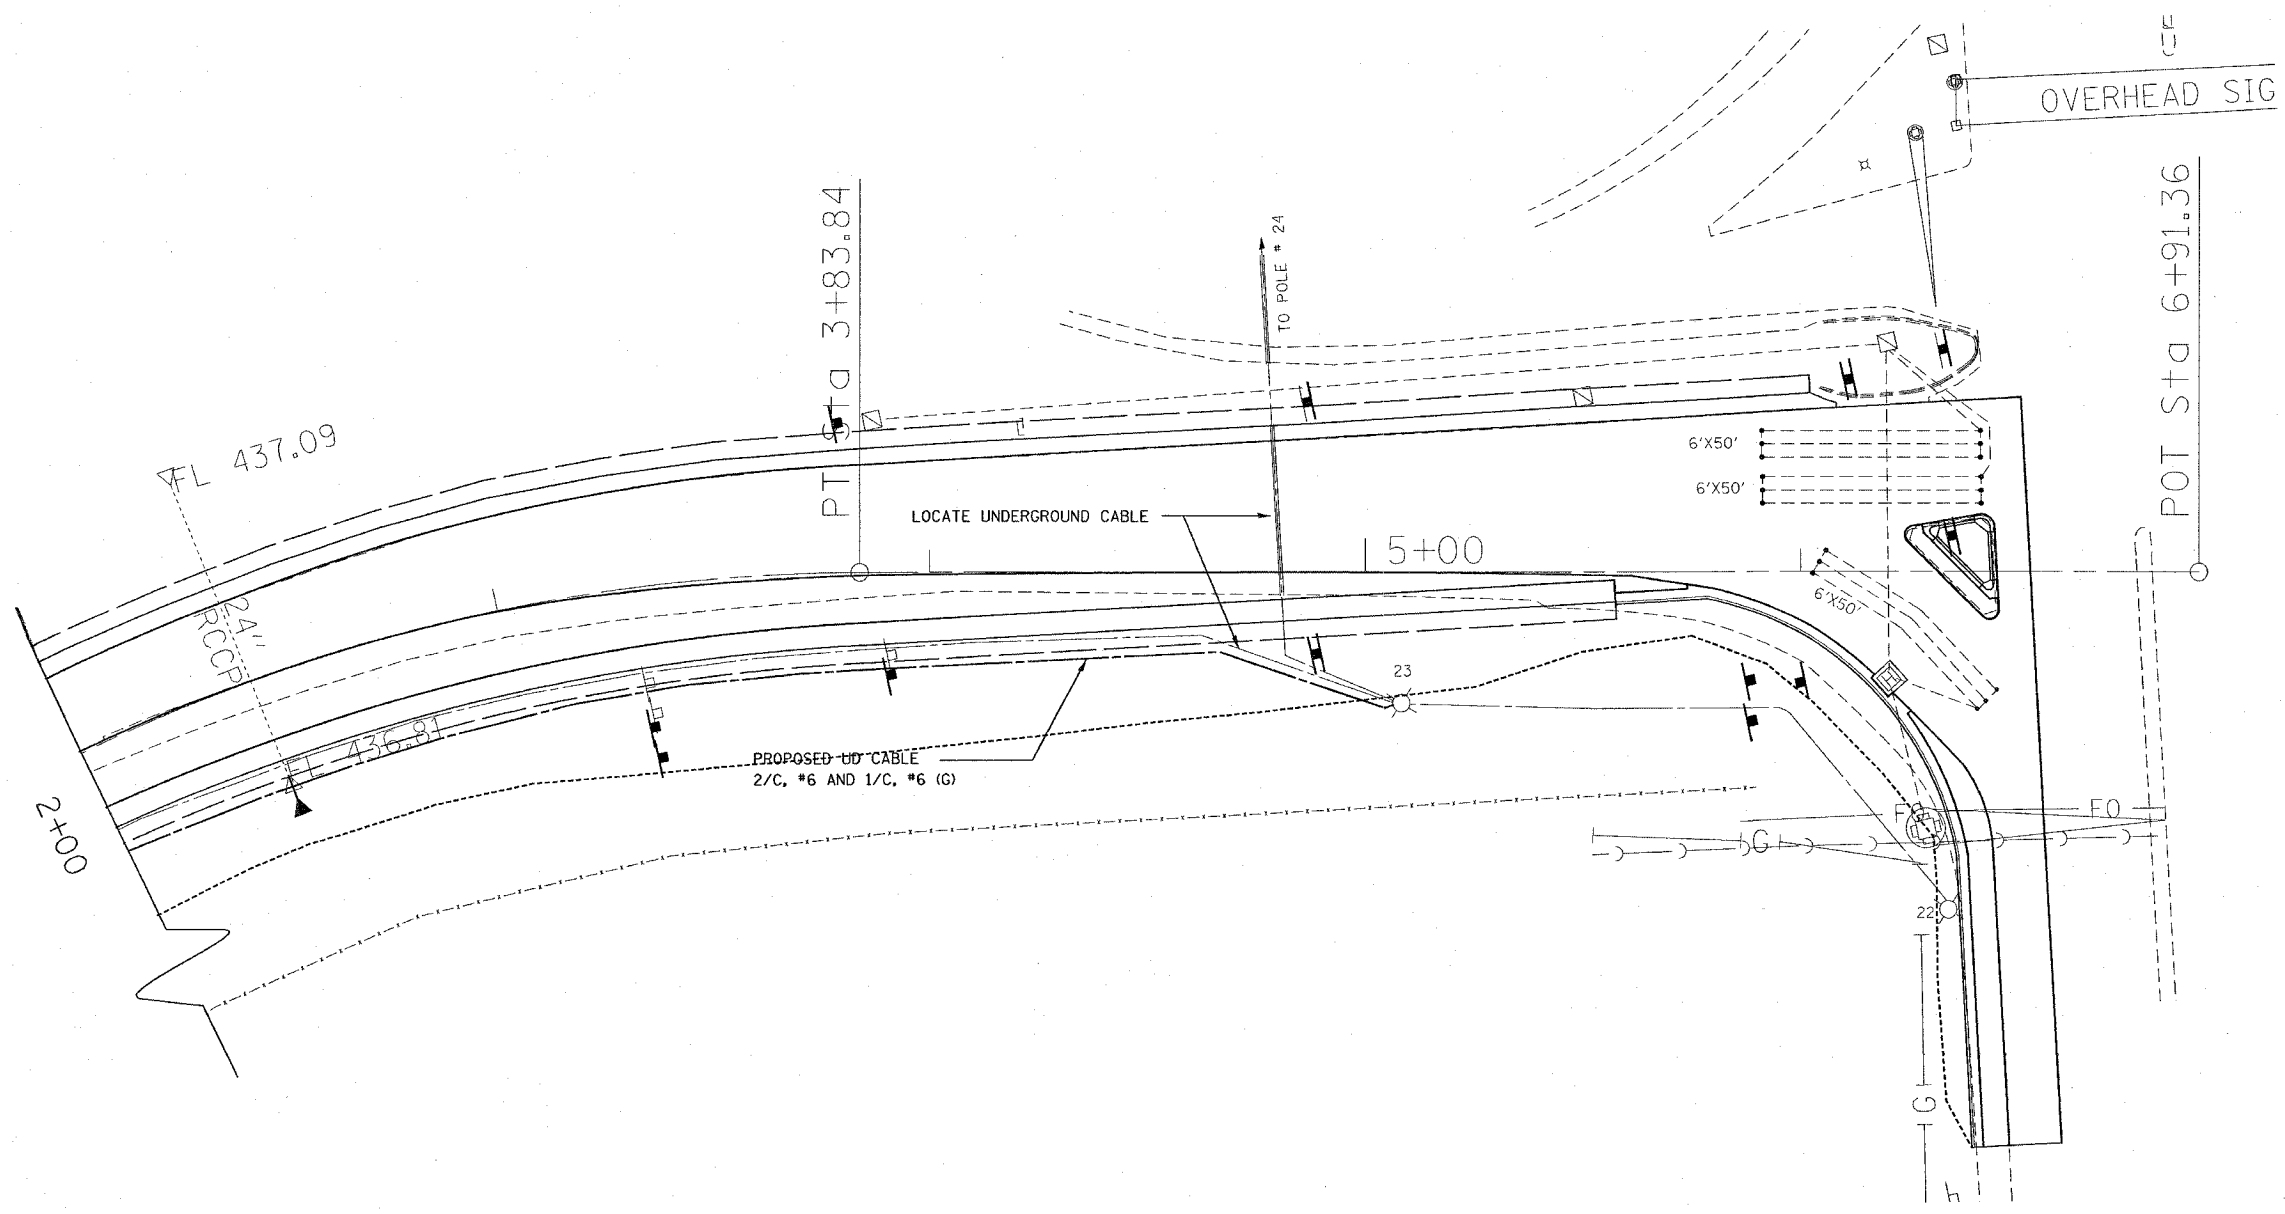 OVERHEAD SIG
POT Sta 6+91.36
PT Sta 3+83.84
TO POLE # 24
FL 437.09
24"
RCCP
6'X50'
6'X50'
LOCATE UNDERGROUND CABLE
5+00
6'X50'
23
FL 436.81
PROPOSED UD CABLE
2/C, #6 AND 1/C, #6 (G)
2+00
FO
G
22
G